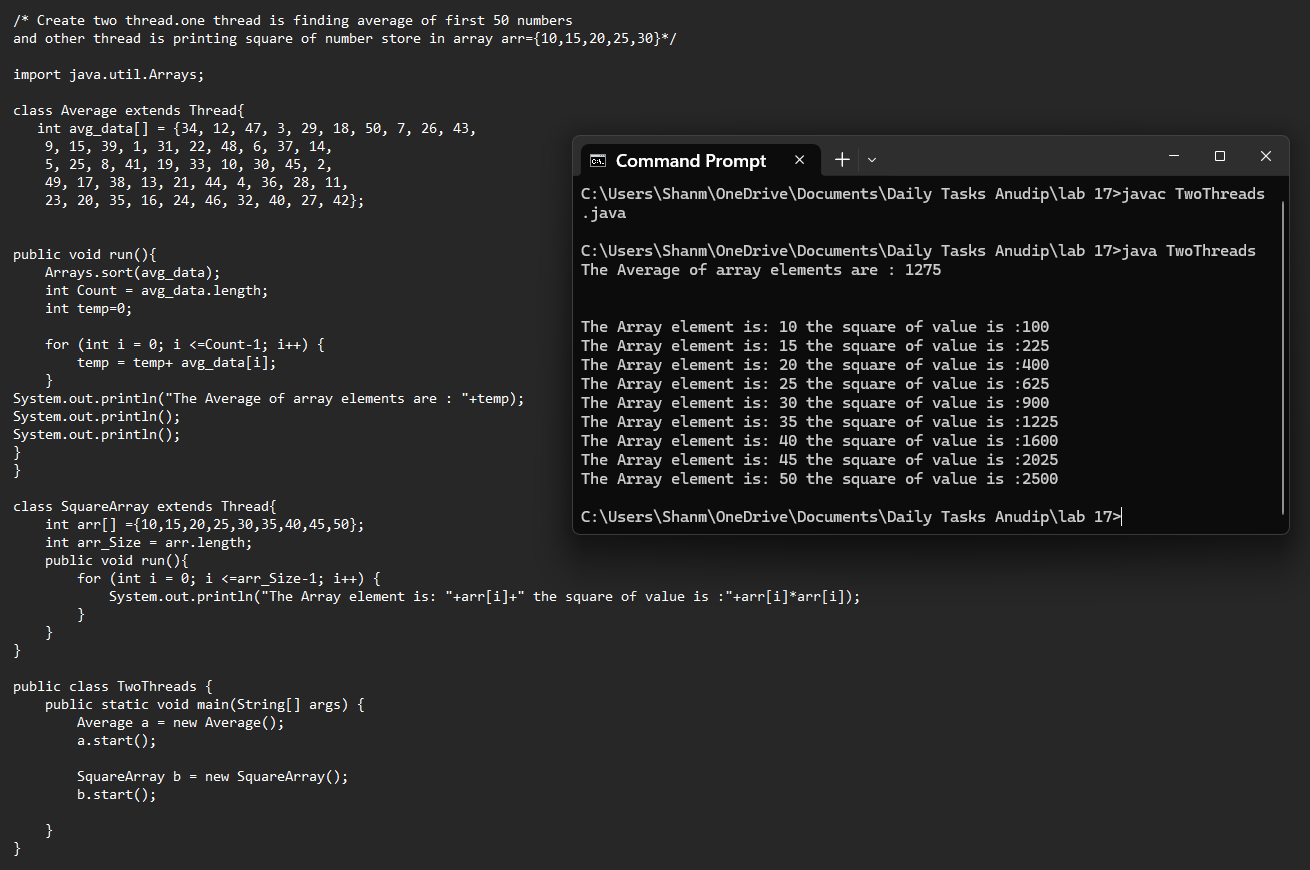 /* Create two thread.one thread is finding average of first 50 numbers
and other thread is printing square of number store in array arr={10,15,20,25,30}*/
import java.util.Arrays;
class Average extends Thread{
int avg_data[] = {34, 12, 47, 3, 29, 18, 50, 7, 26, 43,
9, 15, 39, 1, 31, 22, 48, 6, 37, 14,
5, 25, 8, 41, 19, 33, 10, 30, 45, 2,
49, 17, 38, 13, 21, 44, 4, 36, 28, 11,
23, 20, 35, 16, 24, 46, 32, 40, 27, 42};
public void run(){
Arrays.sort(avg_data);
int Count = avg_data.length;
int temp=0;
for (int i = 0; i <=Count-1; i++) {
temp = temp+ avg_data[i];
}
System.out.println("The Average of array elements are : "+temp);
System.out.println();
System.out.println();
}
}
class SquareArray extends Thread{
int arr[] ={10,15,20,25,30,35,40,45,50};
int arr_Size = arr.length;
public void run(){
for (int i = 0; i <=arr_Size-1; i++) {
System.out.println("The Array element is: "+arr[i]+" the square of value is :"+arr[i]*arr[i]);
}
}
}
public class TwoThreads {
public static void main(String[] args) {
Average a = new Average();
a.start();
SquareArray b = new SquareArray();
b.start();
}
}
Command Prompt
C:\Users\Shanm\OneDrive\Documents\Daily Tasks Anudip\lab 17>javac TwoThreads
.java
C:\Users\Shanm\OneDrive\Documents\Daily Tasks Anudip\lab 17>java TwoThreads
The Average of array elements are : 1275
The Array element is: 10 the square of value is :100
The Array element is: 15 the square of value is :225
The Array element is: 20 the square of value is :400
The Array element is: 25 the square of value is :625
The Array element is: 30 the square of value is :900
The Array element is: 35 the square of value is :1225
The Array element is: 40 the square of value is :1600
The Array element is: 45 the square of value is :2025
The Array element is: 50 the square of value is :2500
C:\Users\Shanm\OneDrive\Documents\Daily Tasks Anudip\lab 17>